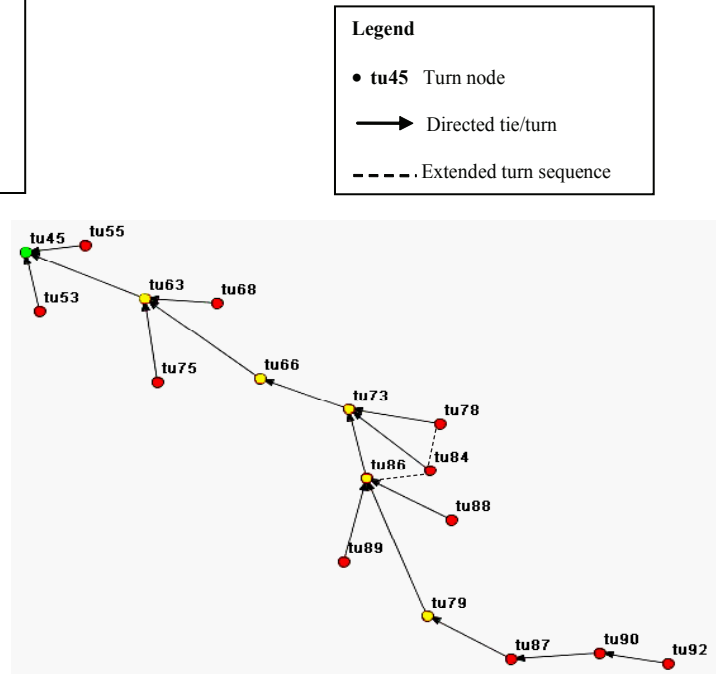 Legend
• tu45 Turn node
Directed tie/turn
Extended turn sequence
tu45
tu55
tu53
tu63
tu68
tu75
tu66
tu73
tu78
tu84
tu86
tu88
tu89
tu79
tu87
tu90
tu92